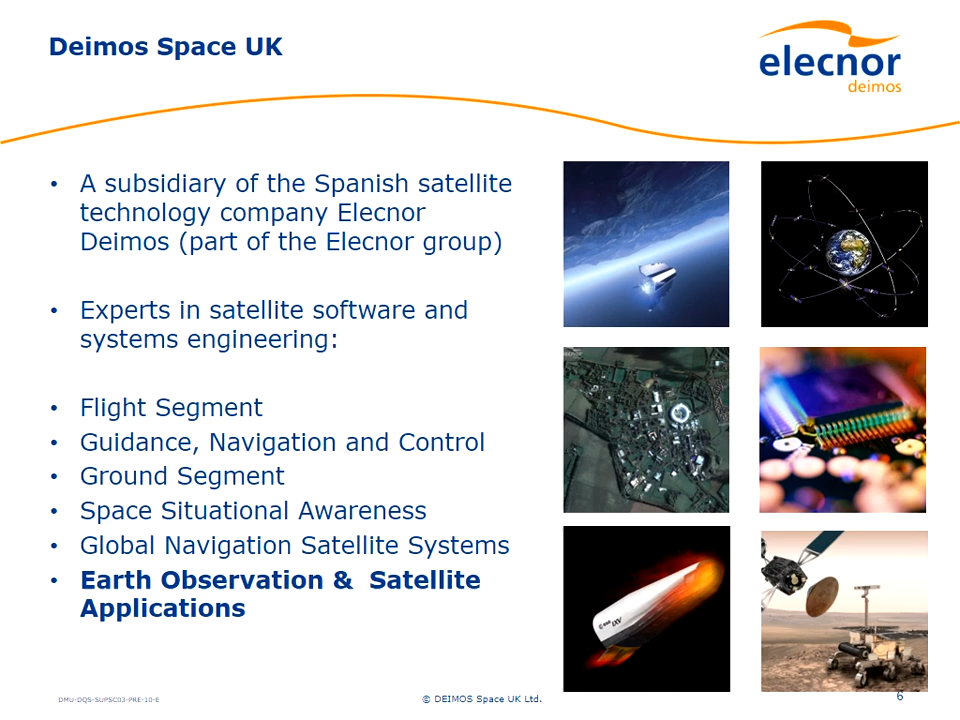 Deimos Space UK
elecnor
deimos
• A subsidiary of the Spanish satellite
technology company Elecnor
Deimos (part of the Elecnor group)
• Experts in satellite software and
systems engineering:
• Flight Segment
• Guidance, Navigation and Control
• Ground Segment
• Space Situational Awareness
• Global Navigation Satellite Systems
• Earth Observation &  Satellite
Applications
esa IXV
DMU-DQS-SUPSC03-PRE-10-E
© DEIMOS Space UK Ltd.
6